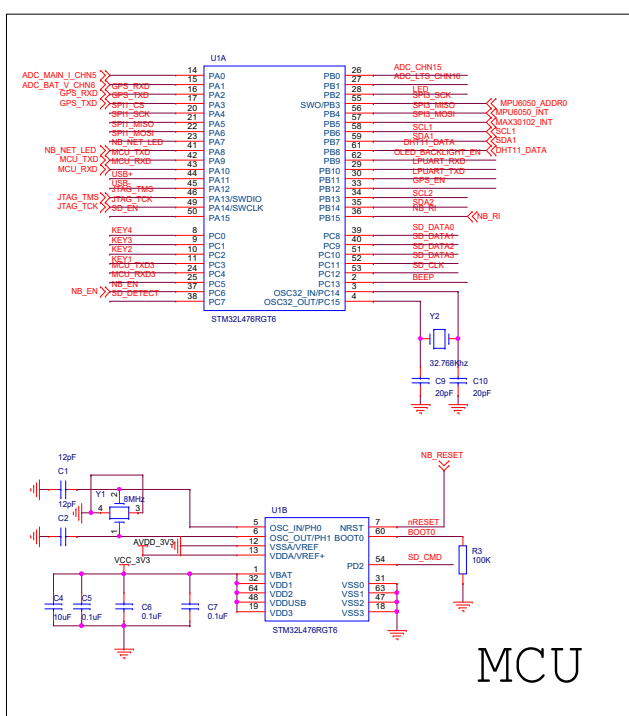 U1A
ADC_MAIN_I_CHN5 14 PA0 PB0 26 ADC_CHN15
ADC_BAT_V_CHN6 15 PA1 PB1 27 ADC_LTS_CHN16
GPS_RXD GPS_RXD 16 PA2 PB2 28 LED
GPS_TXD GPS_TXD 17 PA3 SWO/PB3 55 SPI3_SCK MPU6050_ADDR0
SPI1_CS 20 PA4 PB4 56 SPI3_MISO MPU6050_INT
SPI1_SCK 21 PA5 PB5 57 SPI3_MOSI MAX30102_INT
SPI1_MISO 22 PA6 PB6 58 SCL1 SCL1
SPI1_MOSI 23 PA7 PB7 59 SDA1 SDA1
NB_NET_LED NB_NET_LED 41 PA8 PB8 61 DHT11_DATA DHT11_DATA
MCU_TXD MCU_TXD 42 PA9 PB9 62 OLED_BACKLIGHT_EN
MCU_RXD MCU_RXD 43 PA10 PB10 29 LPUART_RXD
USB+ 44 PA11 PB11 30 LPUART_TXD
USB- 45 PA12 PB12 33 GPS_EN
JTAG_TMS JTAG_TMS 46 PA13/SWDIO PB13 34 SCL2
JTAG_TCK JTAG_TCK 49 PA14/SWCLK PB14 35 SDA2
SD_EN 50 PA15 PB15 36 NB_RI NB_RI
KEY4 8 PC0 PC8 39 SD_DATA0
KEY3 9 PC1 PC9 40 SD_DATA1
KEY2 10 PC2 PC10 51 SD_DATA2
KEY1 11 PC3 PC11 52 SD_DATA3
MCU_TXD3 24 PC4 PC12 53 SD_CLK
MCU_RXD3 25 PC5 PC13 2 BEEP
NB_EN NB_EN 37 PC6 OSC32_IN/PC14 3
SD_DETECT 38 PC7 OSC32_OUT/PC15 4
STM32L476RGT6
Y2
32.768Khz
C9 C10
20pF 20pF
12pF
C1
12pF
C2
Y1
8MHz
2
4 3
1
NB_RESET
U1B
5 OSC_IN/PH0 NRST 7 nRESET
6 OSC_OUT/PH1 BOOT0 60 BOOT0
AVDD_3V3 12 VSSA/VREF
13 VDDA/VREF+ PD2 54 SD_CMD
R3
100K
VCC_3V3
1 VBAT VSS0 31
32 VDD1 VSS1 63
64 VDD2 VSS2 47
48 VDDUSB VSS3 18
19 VDD3
STM32L476RGT6
C4 C5 C6 C7
10uF 0.1uF 0.1uF 0.1uF
MCU